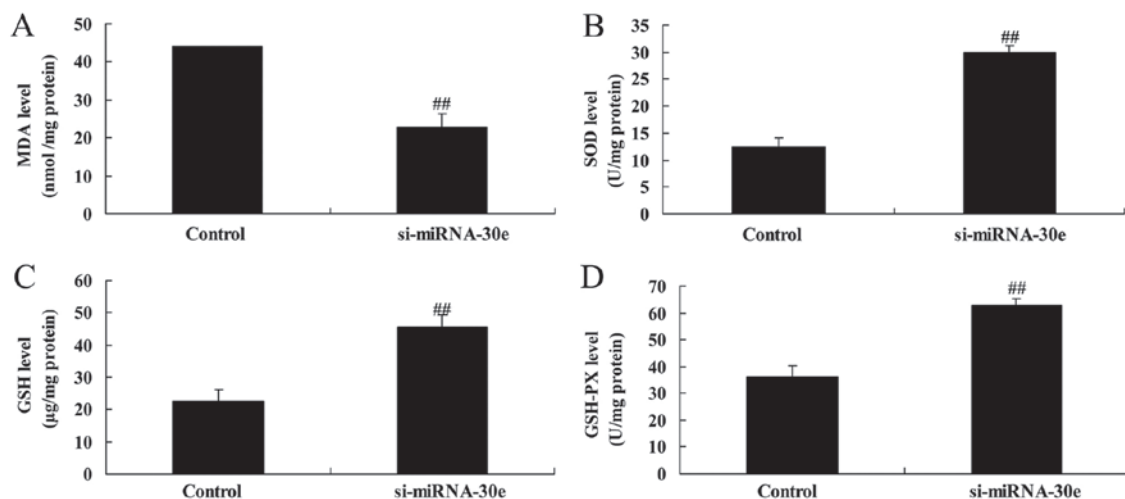 A
MDA level
(nmol /mg protein)
50
40
30
20
10
0
##
Control
si-miRNA-30e
B
SOD level
(U/mg protein)
35
30
25
20
15
10
5
0
##
Control
si-miRNA-30e
C
GSH level
(µg/mg protein)
60
50
40
30
20
10
0
##
Control
si-miRNA-30e
D
GSH-PX level
(U/mg protein)
70
60
50
40
30
20
10
0
##
Control
si-miRNA-30e